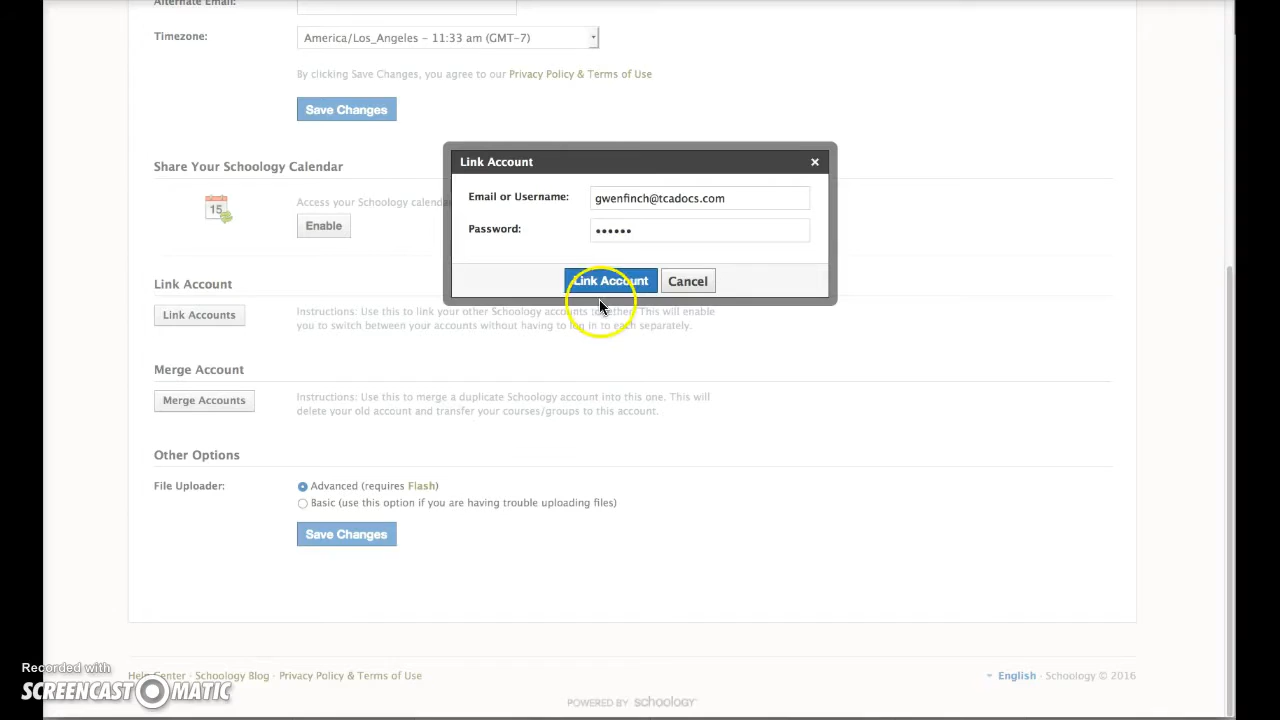 Alternate Email:
Timezone:
America/Los_Angeles - 11:33 am (GMT-7)
By clicking Save Changes, you agree to our Privacy Policy & Terms of Use
Save Changes
Link Account
×
Email or Username:
gwenfinch@tcadocs.com
Password:
••••••
Link Account
Cancel
Share Your Schoology Calendar
15
Access your Schoology calenda
Enable
Link Account
Link Accounts
Instructions: Use this to link your other Schoology accounts together. This will enable
you to switch between your accounts without having to log in to each separately.
Merge Account
Merge Accounts
Instructions: Use this to merge a duplicate Schoology account into this one. This will
delete your old account and transfer your courses/groups to this account.
Other Options
File Uploader:
Advanced (requires Flash)
Basic (use this option if you are having trouble uploading files)
Save Changes
Recorded with
SCREENCAST-O-MATIC
Help Center · Schoology Blog · Privacy Policy & Terms of Use
English · Schoology © 2016
POWERED BY schoology